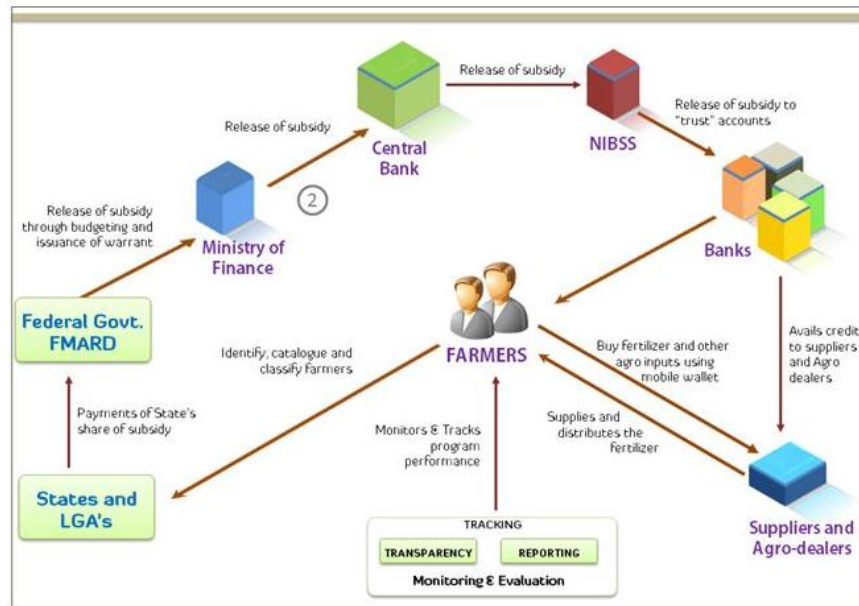 Release of subsidy
Central
Bank
Release of subsidy
NIBSS
Release of subsidy to
"trust" accounts
Banks
2
Ministry of
Finance
Release of subsidy
through budgeting and
issuance of warrant
Federal Govt.
FMARD
Identify, catalogue and
classify farmers
FARMERS
Buy fertilizer and other
agro inputs using
mobile wallet
Avails credit
to suppliers
and Agro
dealers
Payments of State's
share of subsidy
Monitors & Tracks
program
performance
Supplies and
distributes the
fertilizer
States and
LGA's
Suppliers and
Agro-dealers
TRACKING
TRANSPARENCY
REPORTING
Monitoring & Evaluation